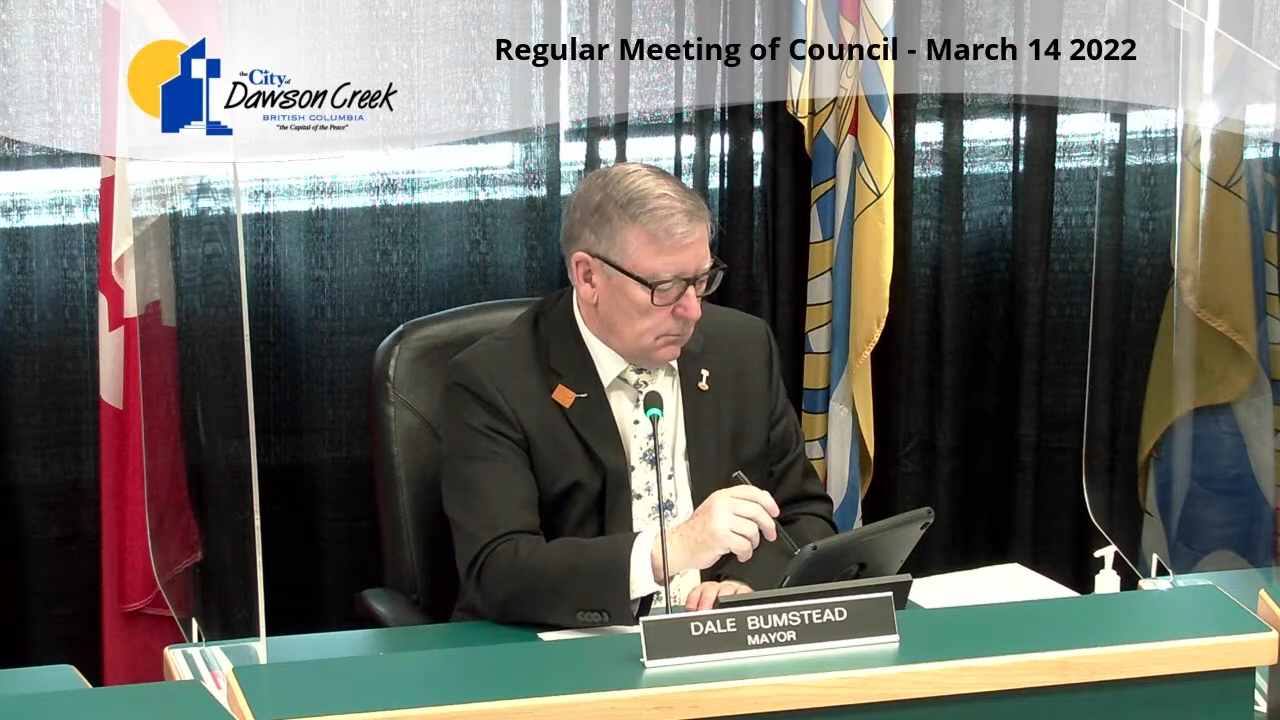 Regular Meeting of Council - March 14 2022
the City of
Dawson Creek
BRITISH COLUMBIA
"the Capital of the Peace"
DALE BUMSTEAD
MAYOR